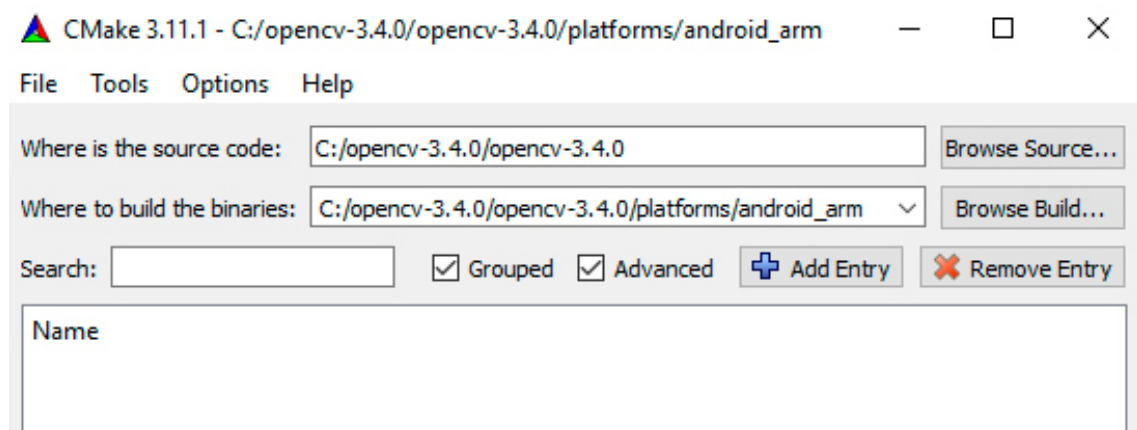 CMake 3.11.1 - C:/opencv-3.4.0/opencv-3.4.0/platforms/android_arm
File Tools Options Help
Where is the source code: C:/opencv-3.4.0/opencv-3.4.0 Browse Source...
Where to build the binaries: C:/opencv-3.4.0/opencv-3.4.0/platforms/android_arm Browse Build...
Search: Grouped Advanced Add Entry Remove Entry
Name